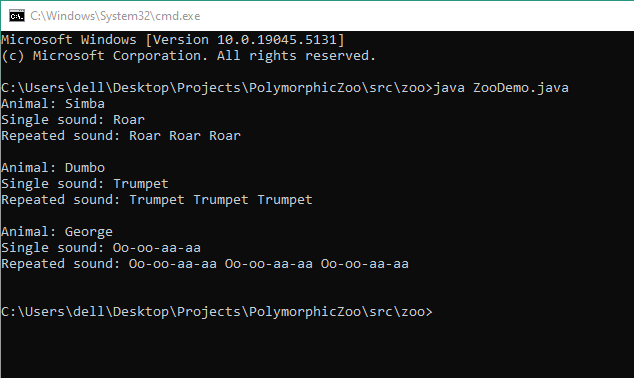 C:\Windows\System32\cmd.exe
Microsoft Windows [Version 10.0.19045.5131]
(c) Microsoft Corporation. All rights reserved.
C:\Users\dell\Desktop\Projects\PolymorphicZoo\src\zoo>java ZooDemo.java
Animal: Simba
Single sound: Roar
Repeated sound: Roar Roar Roar
Animal: Dumbo
Single sound: Trumpet
Repeated sound: Trumpet Trumpet Trumpet
Animal: George
Single sound: Oo-oo-aa-aa
Repeated sound: Oo-oo-aa-aa Oo-oo-aa-aa Oo-oo-aa-aa
C:\Users\dell\Desktop\Projects\PolymorphicZoo\src\zoo>